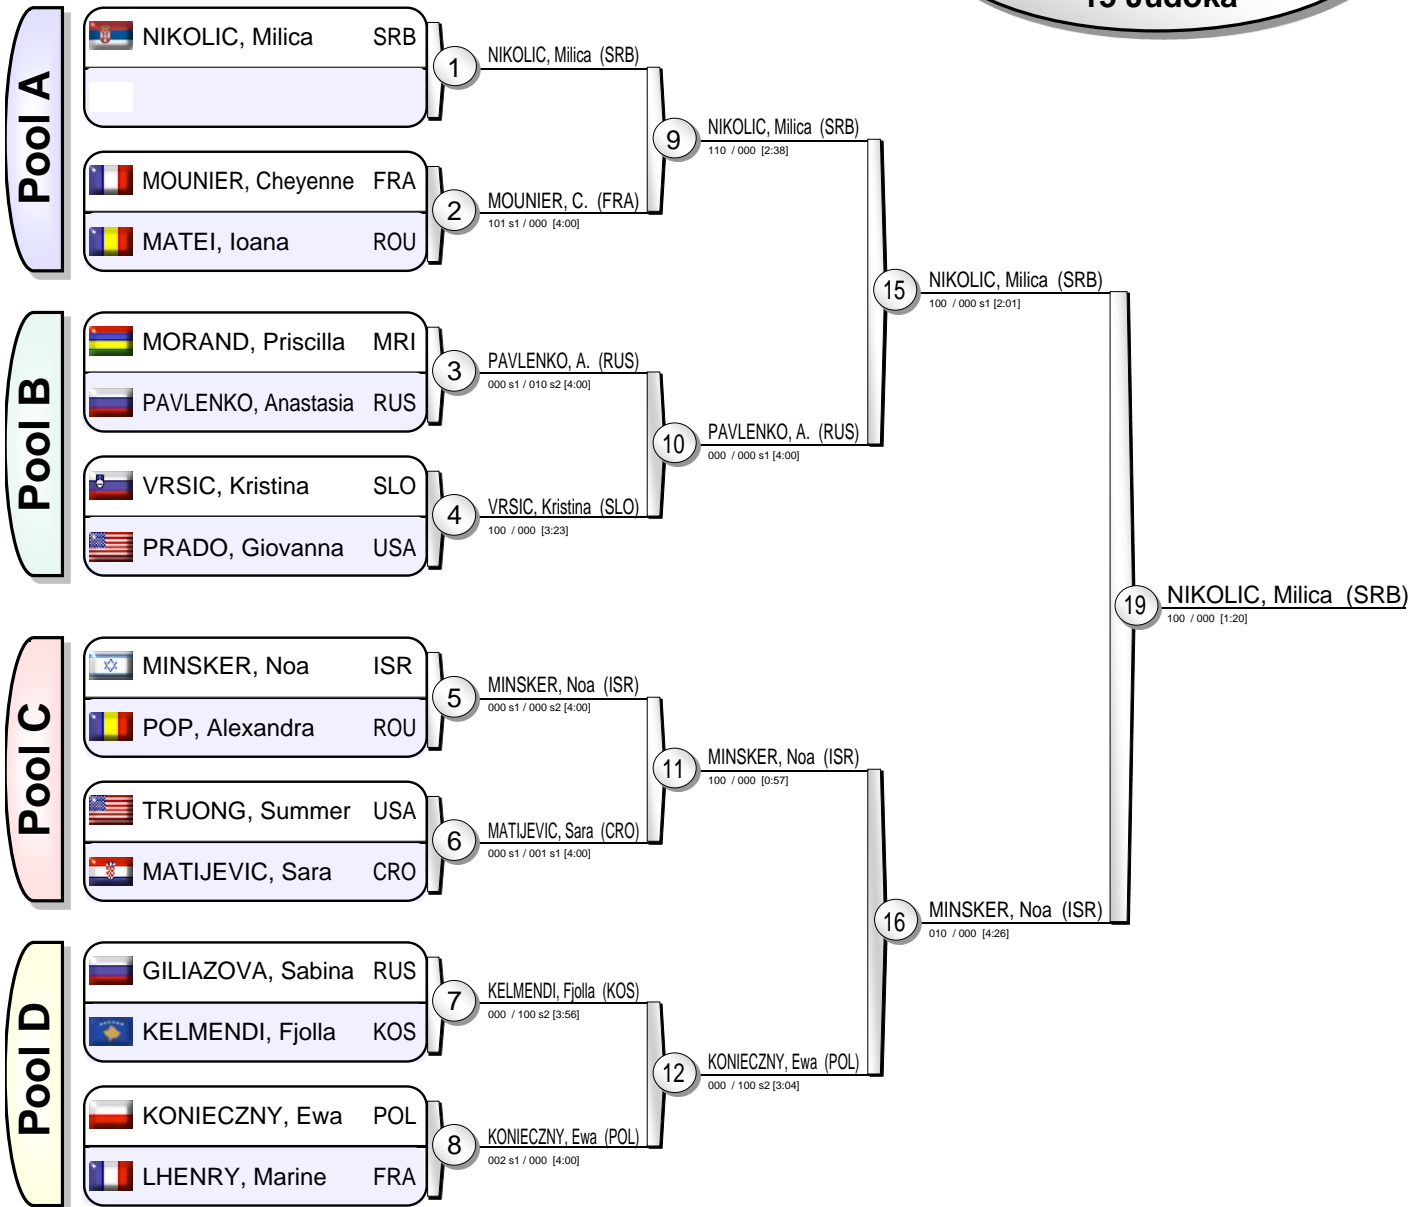 15 Judoka
Pool A
NIKOLIC, Milica SRB
MOUNIER, Cheyenne FRA
MATEI, Ioana ROU
Pool B
MORAND, Priscilla MRI
PAVLENKO, Anastasia RUS
VRSIC, Kristina SLO
PRADO, Giovanna USA
Pool C
MINSKER, Noa ISR
POP, Alexandra ROU
TRUONG, Summer USA
MATIJEVIC, Sara CRO
Pool D
GILIAZOVA, Sabina RUS
KELMENDI, Fjolla KOS
KONIECZNY, Ewa POL
LHENRY, Marine FRA
1
NIKOLIC, Milica (SRB)
2
MOUNIER, C. (FRA)
101 s1 / 000 [4:00]
3
PAVLENKO, A. (RUS)
000 s1 / 010 s2 [4:00]
4
VRSIC, Kristina (SLO)
100 / 000 [3:23]
5
MINSKER, Noa (ISR)
000 s1 / 000 s2 [4:00]
6
MATIJEVIC, Sara (CRO)
000 s1 / 001 s1 [4:00]
7
KELMENDI, Fjolla (KOS)
000 / 100 s2 [3:56]
8
KONIECZNY, Ewa (POL)
002 s1 / 000 [4:00]
9
NIKOLIC, Milica (SRB)
110 / 000 [2:38]
10
PAVLENKO, A. (RUS)
000 / 000 s1 [4:00]
11
MINSKER, Noa (ISR)
100 / 000 [0:57]
12
KONIECZNY, Ewa (POL)
000 / 100 s2 [3:04]
15
NIKOLIC, Milica (SRB)
100 / 000 s1 [2:01]
16
MINSKER, Noa (ISR)
010 / 000 [4:26]
19
NIKOLIC, Milica (SRB)
100 / 000 [1:20]